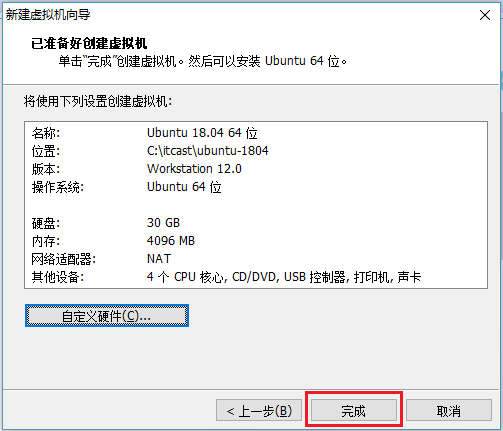 新建虚拟机向导
已准备好创建虚拟机
单击“完成”创建虚拟机。然后可以安装 Ubuntu 64 位。
将使用下列设置创建虚拟机:
名称: Ubuntu 18.04 64 位
位置: C:\itcast\ubuntu-1804
版本: Workstation 12.0
操作系统: Ubuntu 64 位
硬盘: 30 GB
内存: 4096 MB
网络适配器: NAT
其他设备: 4 个 CPU 核心, CD/DVD, USB 控制器, 打印机, 声卡
自定义硬件(C)...
< 上一步(B) 完成 取消